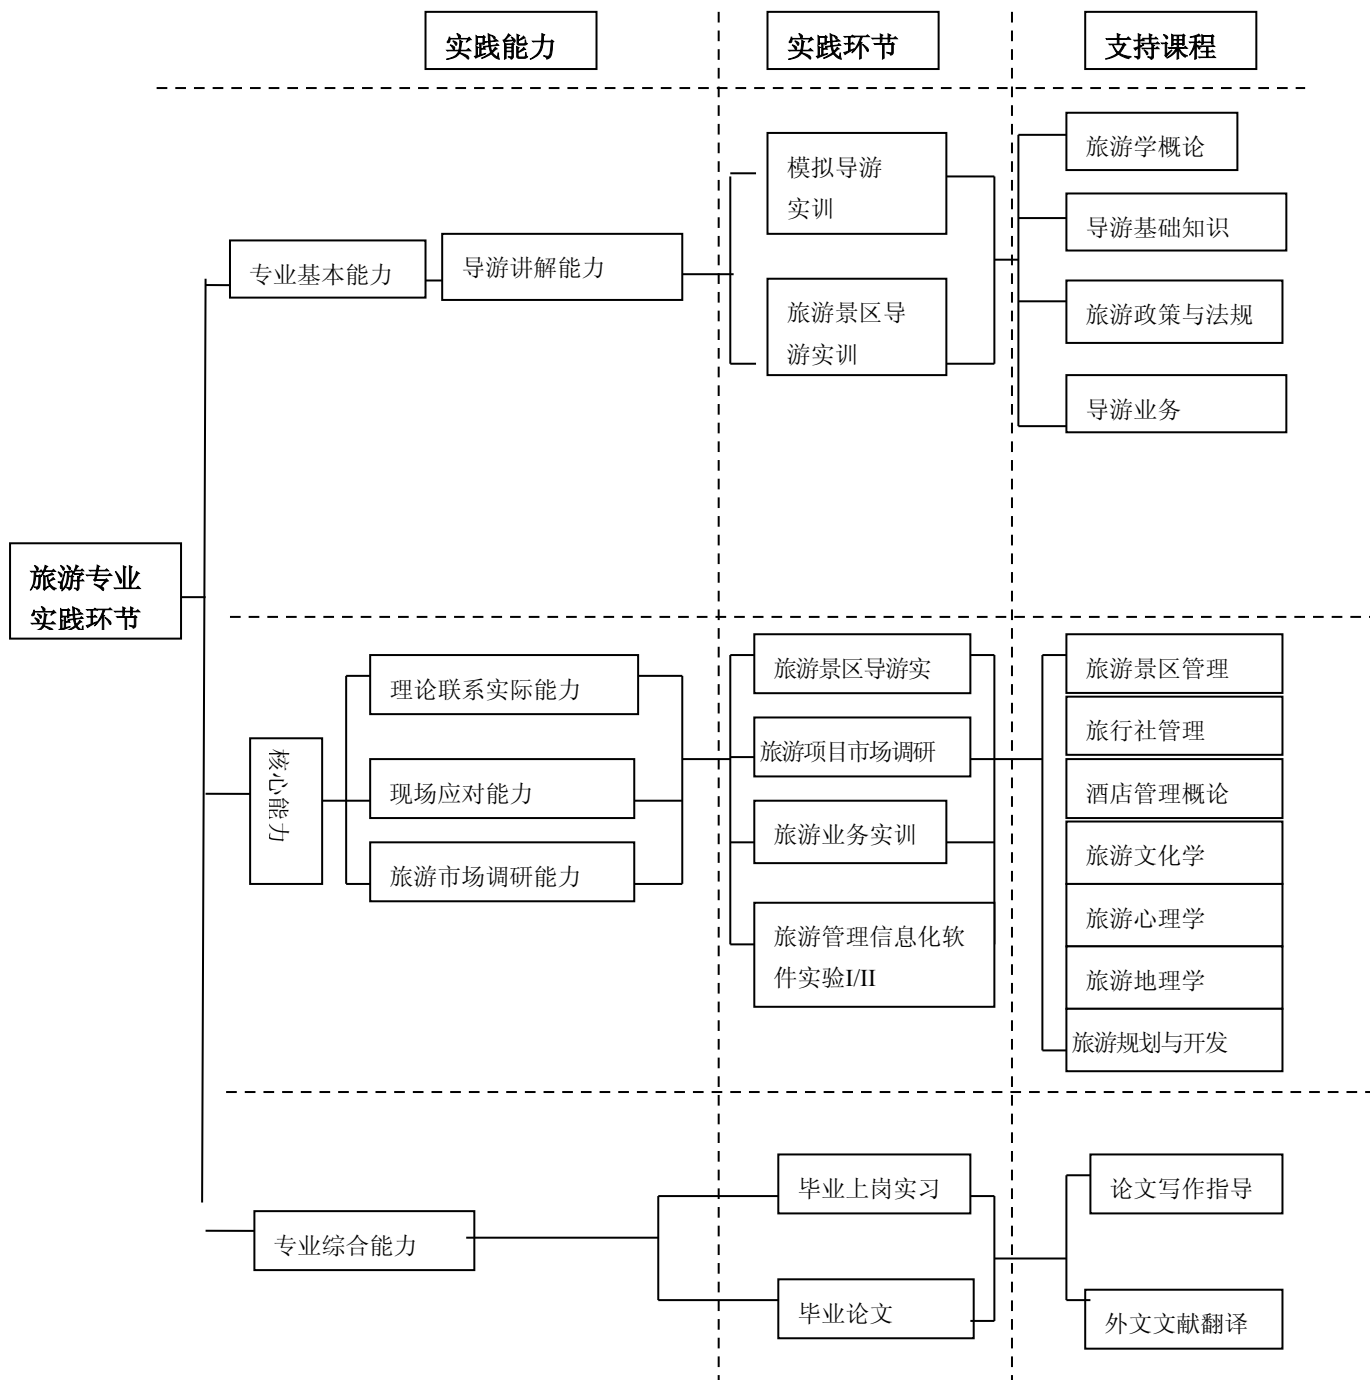 实践能力
实践环节
支持课程
旅游学概论
模拟导游
实训
导游基础知识
专业基本能力
导游讲解能力
旅游景区导
游实训
旅游政策与法规
导游业务
旅游专业
实践环节
理论联系实际能力
旅游景区导游实
旅游景区管理
旅行社管理
核心能力
现场应对能力
旅游项目市场调研
酒店管理概论
旅游业务实训
旅游文化学
旅游市场调研能力
旅游心理学
旅游管理信息化软
件实验I/II
旅游地理学
旅游规划与开发
毕业上岗实习
论文写作指导
专业综合能力
毕业论文
外文文献翻译